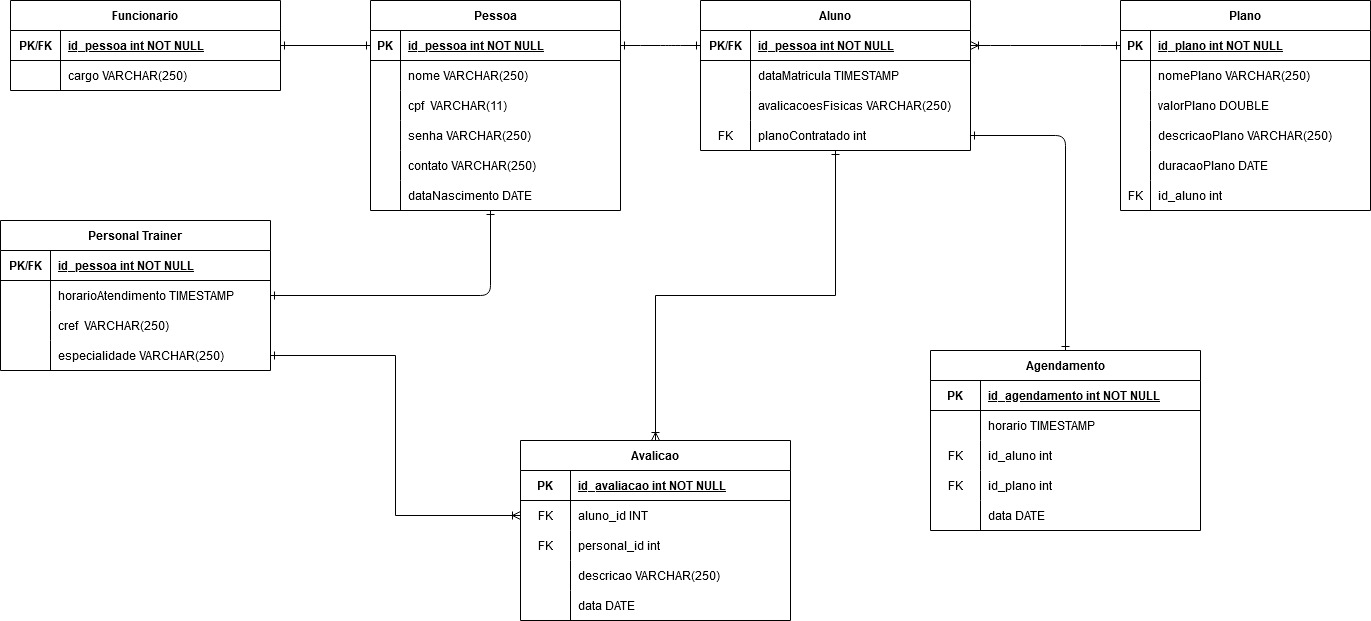 Funcionario
PK/FK id_pessoa int NOT NULL
cargo VARCHAR(250)
Pessoa
PK id_pessoa int NOT NULL
nome VARCHAR(250)
cpf  VARCHAR(11)
senha VARCHAR(250)
contato VARCHAR(250)
dataNascimento DATE
Aluno
PK/FK id_pessoa int NOT NULL
dataMatricula TIMESTAMP
avalicacoesFisicas VARCHAR(250)
FK planoContratado int
Plano
PK id_plano int NOT NULL
nomePlano VARCHAR(250)
valorPlano DOUBLE
descricaoPlano VARCHAR(250)
duracaoPlano DATE
FK id_aluno int
Personal Trainer
PK/FK id_pessoa int NOT NULL
horarioAtendimento TIMESTAMP
cref  VARCHAR(250)
especialidade VARCHAR(250)
Agendamento
PK id_agendamento int NOT NULL
horario TIMESTAMP
FK id_aluno int
FK id_plano int
data DATE
Avalicao
PK id_avaliacao int NOT NULL
FK aluno_id INT
FK personal_id int
descricao VARCHAR(250)
data DATE